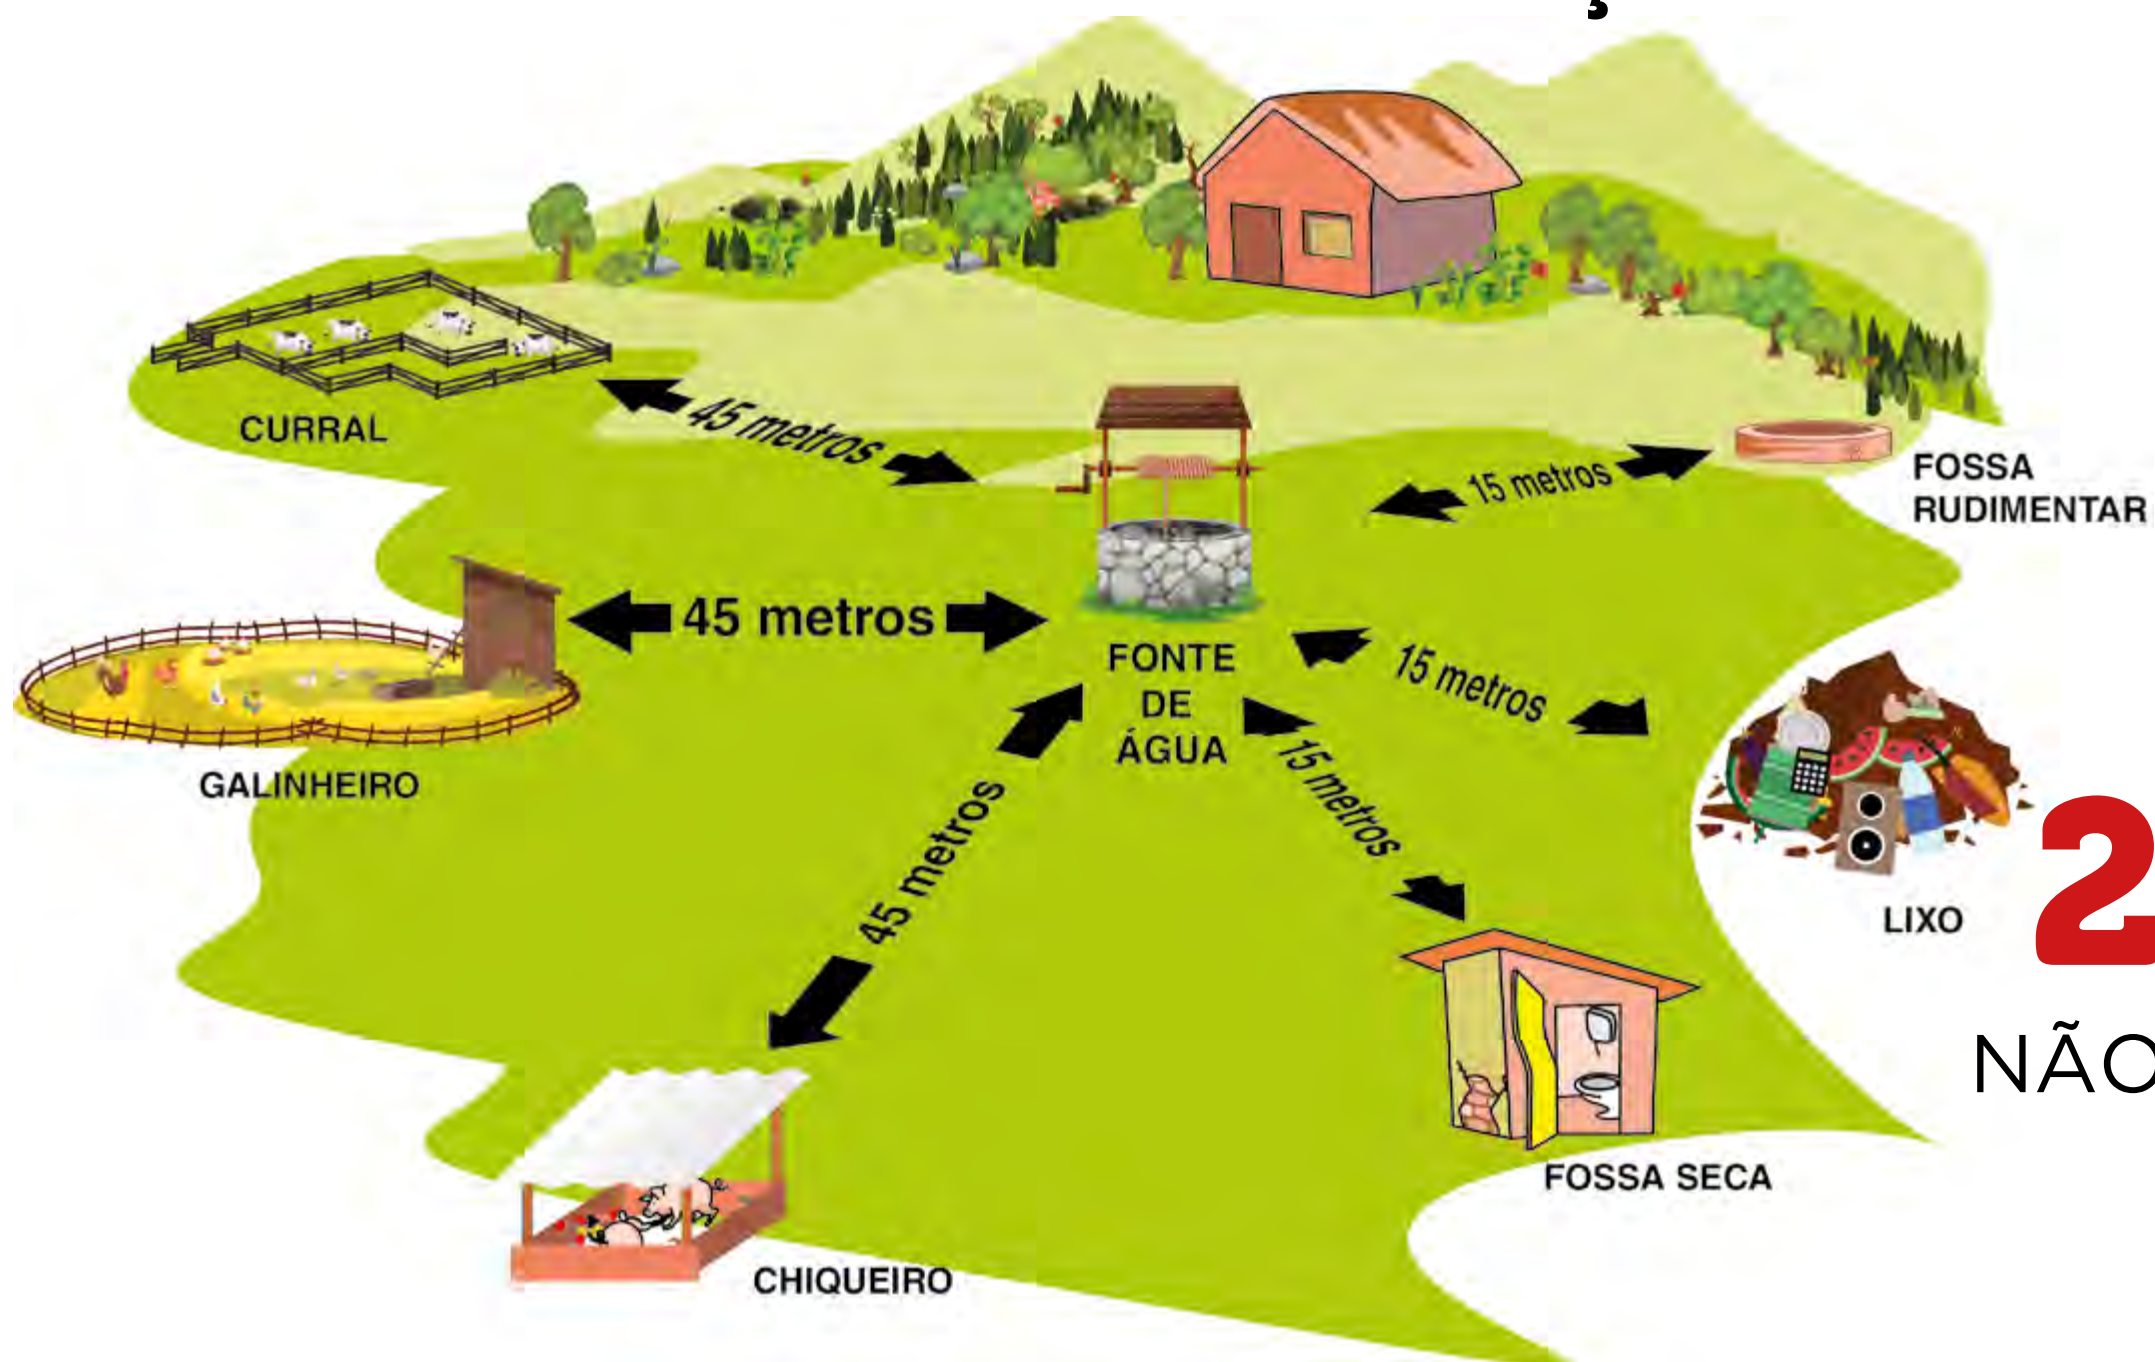 CURRAL
45 metros
15 metros
FOSSA
RUDIMENTAR
45 metros
FONTE
DE
ÁGUA
15 metros
GALINHEIRO
45 metros
15 metros
LIXO
2
NÃO
FOSSA SECA
CHIQUEIRO